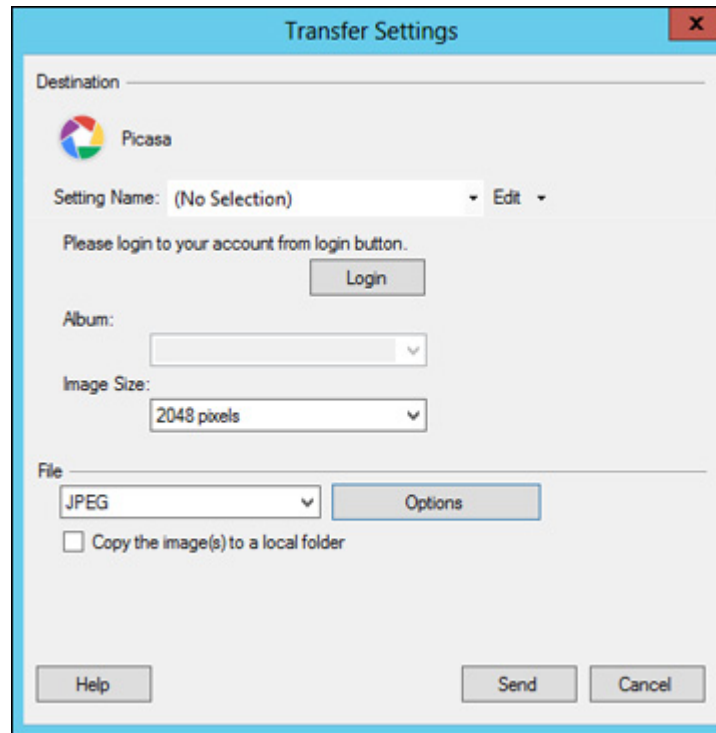 Transfer Settings
x
Destination
Picasa
Setting Name: (No Selection) Edit
Please login to your account from login button.
Login
Album:
Image Size:
2048 pixels
File
JPEG Options
Copy the image(s) to a local folder
Help Send Cancel